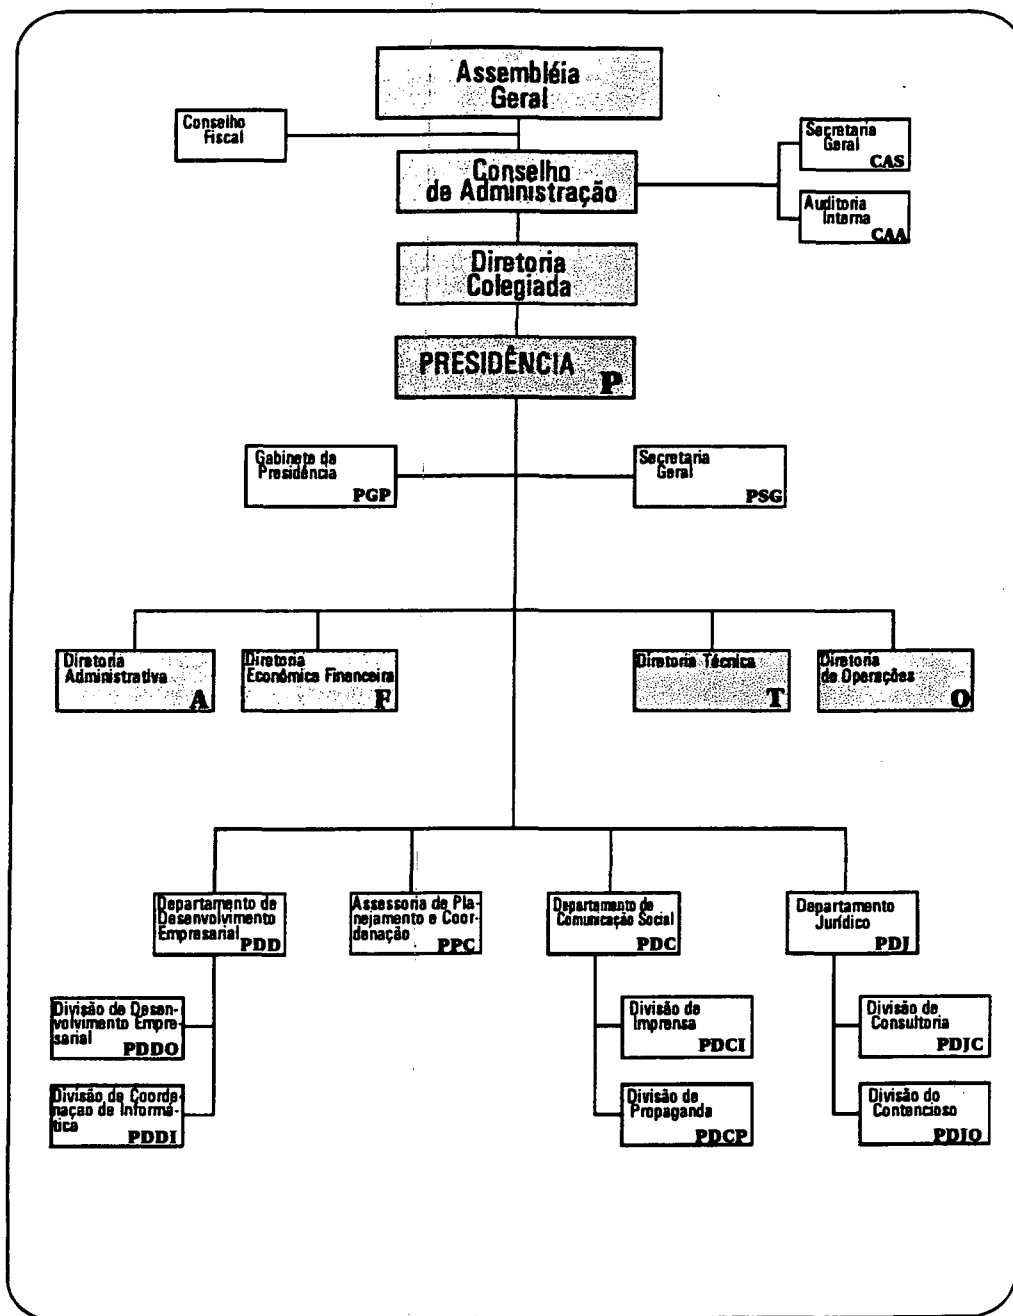 Assembléia
Geral
Conselho
Fiscal
Secretaria
Geral
CAS
Conselho
de Administração
Auditoria
Interna
CAA
Diretoria
Colegiada
PRESIDÊNCIA
P
Gabinete da
Presidência
PGP
Secretaria
Geral
PSG
Diretoria
Administrativa
A
Diretoria
Econômica Financeira
F
Diretoria Técnica
T
Diretoria
de Operações
O
Departamento de
Desenvolvimento
Empresarial
PDD
Assessoria de Pla-
nejamento e Coor-
denação
PPC
Departamento de
Comunicação Social
PDC
Departamento
Jurídico
PDJ
Divisão de Desen-
volvimento Empre-
sarial
PDDO
Divisão de Imprensa
PDCI
Divisão de
Consultoria
PDJC
Divisão de Coorde-
naçao de Informá-
tica
PDDI
Divisão de
Propaganda
PDCP
Divisão do
Contencioso
PDJO